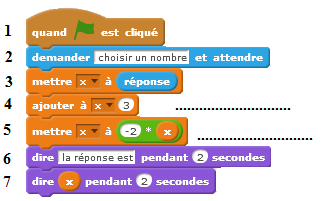 1 quand est cliqué
2 demander choisir un nombre et attendre
3 mettre x à réponse
4 ajouter à x 3 ..............................
5 mettre x à -2 * x ..............................
6 dire la réponse est pendant 2 secondes
7 dire x pendant 2 secondes